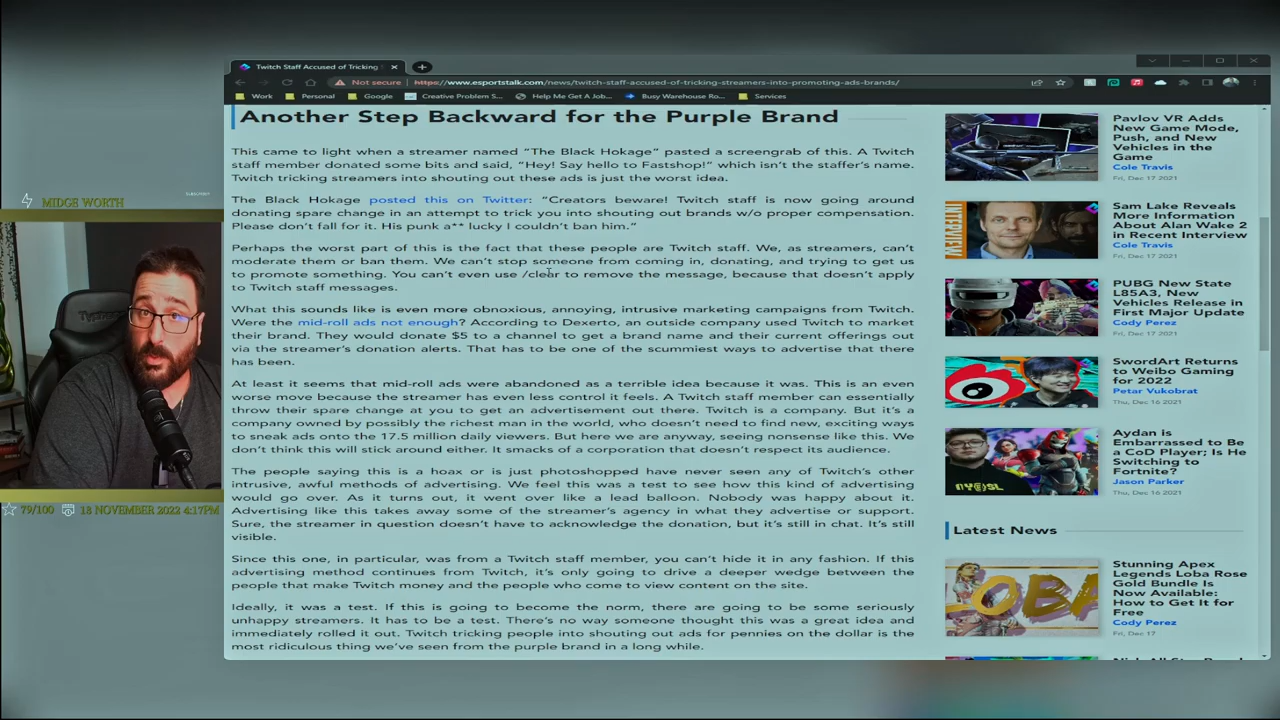 Twitch Staff Accused of Tricking S
Not secure
https://www.esportstalk.com/news/twitch-staff-accused-of-tricking-streamers-into-promoting-ads-brands/
Work
Personal
Google
Creative Problem S...
Help Me Get A Job...
Busy Warehouse Ro...
Services
Another Step Backward for the Purple Brand
This came to light when a streamer named “The Black Hokage” pasted a screengrab of this. A Twitch
staff member donated some bits and said, “Hey! Say hello to Fastshop!” which isn’t the staffer’s name.
Twitch tricking streamers into shouting out these ads is just the worst idea.
The Black Hokage posted this on Twitter: “Creators beware! Twitch staff is now going around
donating spare change in an attempt to trick you into shouting out brands w/o proper compensation.
Please don’t fall for it. His punk a** lucky I couldn’t ban him.”
Perhaps the worst part of this is the fact that these people are Twitch staff. We, as streamers, can’t
moderate them or ban them. We can’t stop someone from coming in, donating, and trying to get us
to promote something. You can’t even use /clear to remove the message, because that doesn’t apply
to Twitch staff messages.
What this sounds like is even more obnoxious, annoying, intrusive marketing campaigns from Twitch.
Were the mid-roll ads not enough? According to Dexerto, an outside company used Twitch to market
their brand. They would donate $5 to a channel to get a brand name and their current offerings out
via the streamer’s donation alerts. That has to be one of the scummiest ways to advertise that there
has been.
At least it seems that mid-roll ads were abandoned as a terrible idea because it was. This is an even
worse move because the streamer has even less control it feels. A Twitch staff member can essentially
throw their spare change at you to get an advertisement out there. Twitch is a company. But it’s a
company owned by possibly the richest man in the world, who doesn’t need to find new, exciting ways
to sneak ads onto the 17.5 million daily viewers. But here we are anyway, seeing nonsense like this. We
don’t think this will stick around either. It smacks of a corporation that doesn’t respect its audience.
The people saying this is a hoax or is just photoshopped have never seen any of Twitch’s other
intrusive, awful methods of advertising. We feel this was a test to see how this kind of advertising
would go over. As it turns out, it went over like a lead balloon. Nobody was happy about it.
Advertising like this takes away some of the streamer’s agency in what they advertise or support.
Sure, the streamer in question doesn’t have to acknowledge the donation, but it’s still in chat. It’s still
visible.
Since this one, in particular, was from a Twitch staff member, you can’t hide it in any fashion. If this
advertising method continues from Twitch, it’s only going to drive a deeper wedge between the
people that make Twitch money and the people who come to view content on the site.
Ideally, it was a test. If this is going to become the norm, there are going to be some seriously
unhappy streamers. It has to be a test. There’s no way someone thought this was a great idea and
immediately rolled it out. Twitch tricking people into shouting out ads for pennies on the dollar is the
most ridiculous thing we’ve seen from the purple brand in a long while.
Pavlov VR Adds
New Game Mode,
Push, and New
Vehicles in the
Game
Cole Travis
Fri, Dec 17 2021
INTERVIEW
Sam Lake Reveals
More Information
About Alan Wake 2
in Recent Interview
Cole Travis
Fri, Dec 17 2021
PUBG New State
L85A3, New
Vehicles Release in
First Major Update
Cody Perez
Fri, Dec 17 2021
SwordArt Returns
to Weibo Gaming
for 2022
Petar Vukobrat
Thu, Dec 16 2021
NYSL
Aydan is
Embarrassed to Be
a CoD Player; Is He
Switching to
Fortnite?
Jason Parker
Thu, Dec 16 2021
Latest News
LOBA
Stunning Apex
Legends Loba Rose
Gold Bundle Is
Now Available:
How to Get It for
Free
Cody Perez
Fri, Dec 17
MIDGE WORTH
79/100
18 NOVEMBER 2022 4:17PM